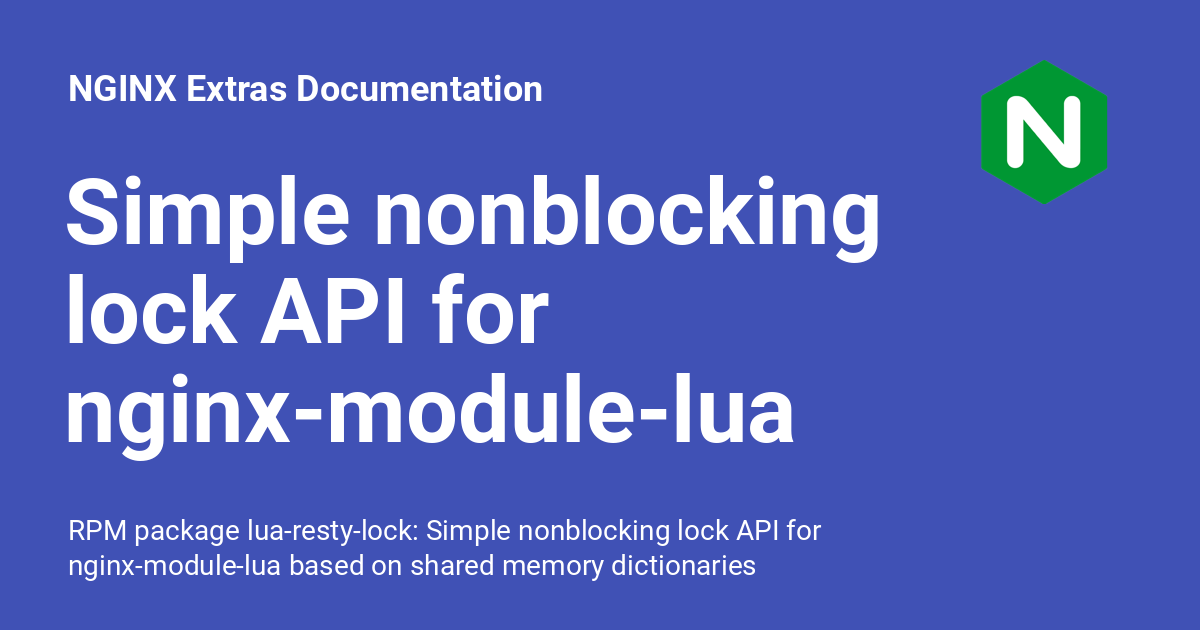 NGINX Extras Documentation
N
Simple nonblocking
lock API for
nginx-module-lua
RPM package lua-resty-lock: Simple nonblocking lock API for
nginx-module-lua based on shared memory dictionaries